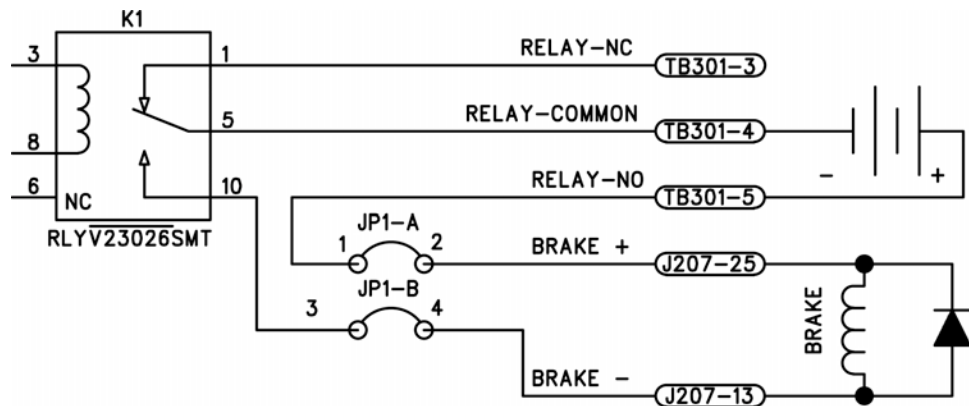 K1
3
1
RELAY-NC
TB301-3
8
5
RELAY-COMMON
TB301-4
-
+
6
NC
10
RELAY-NO
TB301-5
RLYV23026SMT
JP1-A
1
2
BRAKE +
J207-25
JP1-B
3
4
BRAKE
BRAKE -
J207-13